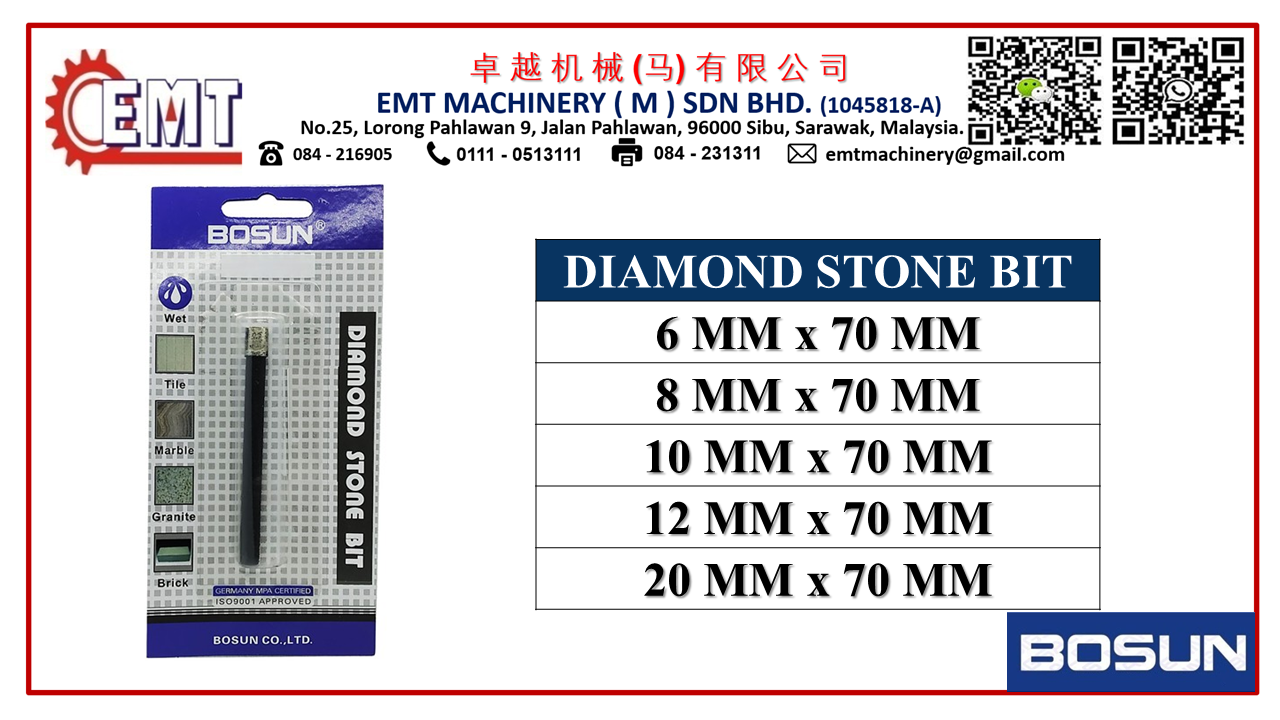 EMT
卓越机械(马)有限公司
EMT MACHINERY ( M ) SDN BHD. (1045818-A)
No.25, Lorong Pahlawan 9, Jalan Pahlawan, 96000 Sibu, Sarawak, Malaysia.
084 - 216905
0111 - 0513111
084 - 231311
emtmachinery@gmail.com
BOSUN®
Wet
Tile
Marble
Granite
Brick
DIAMOND STONE BIT
GERMANY MPA CERTIFIED
ISO9001 APPROVED
BOSUN CO.,LTD.
DIAMOND STONE BIT
6 MM x 70 MM
8 MM x 70 MM
10 MM x 70 MM
12 MM x 70 MM
20 MM x 70 MM
BOSUN